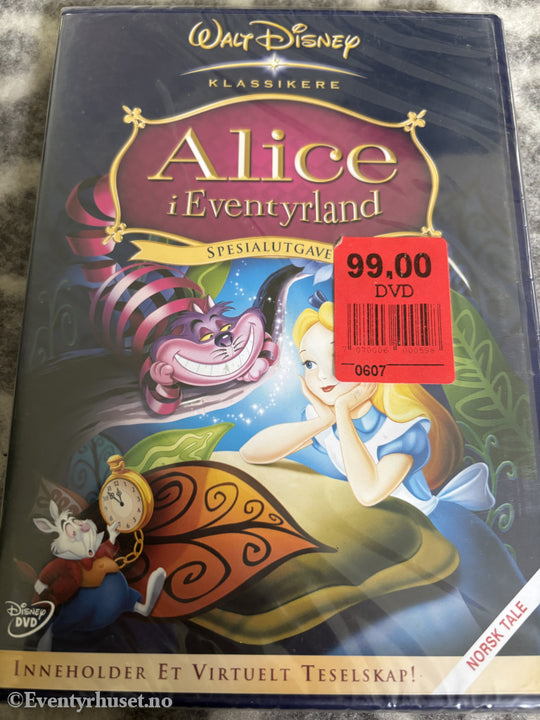 WALT DISNEY
KLASSIKERE
Alice
i Eventyrland
SPESIALUTGAVE
99,00
DVD
0607
DISNEY
DVD
NORSK TALE
INNEHOLDER ET VIRTUELT TESELSKAP!
©Eventyrhuset.no